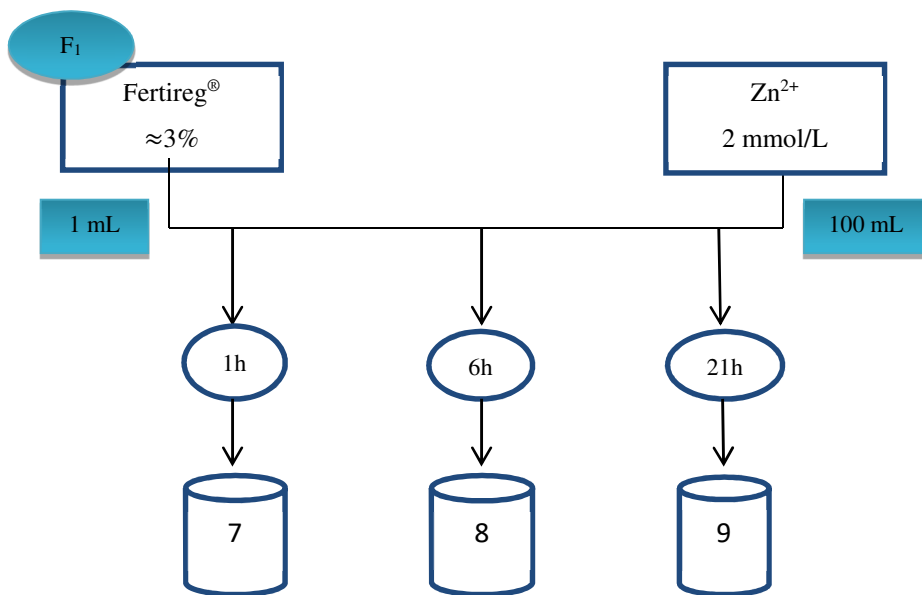 F₁
Fertireg®
≈3%
Zn²⁺
2 mmol/L
1 mL
100 mL
1h
6h
21h
7
8
9